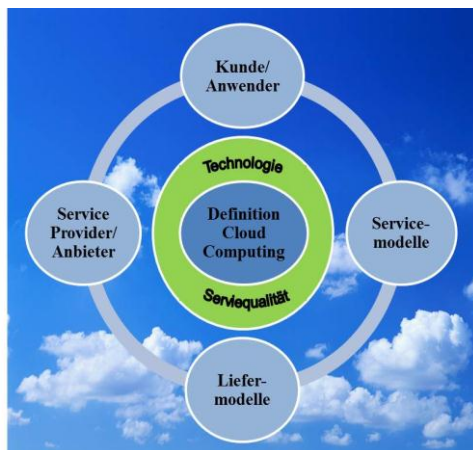 Kunde/
Anwender
Technologie
Service
Provider/
Anbieter
Definition
Cloud
Computing
Service-
modelle
Serviequalität
Liefer-
modelle